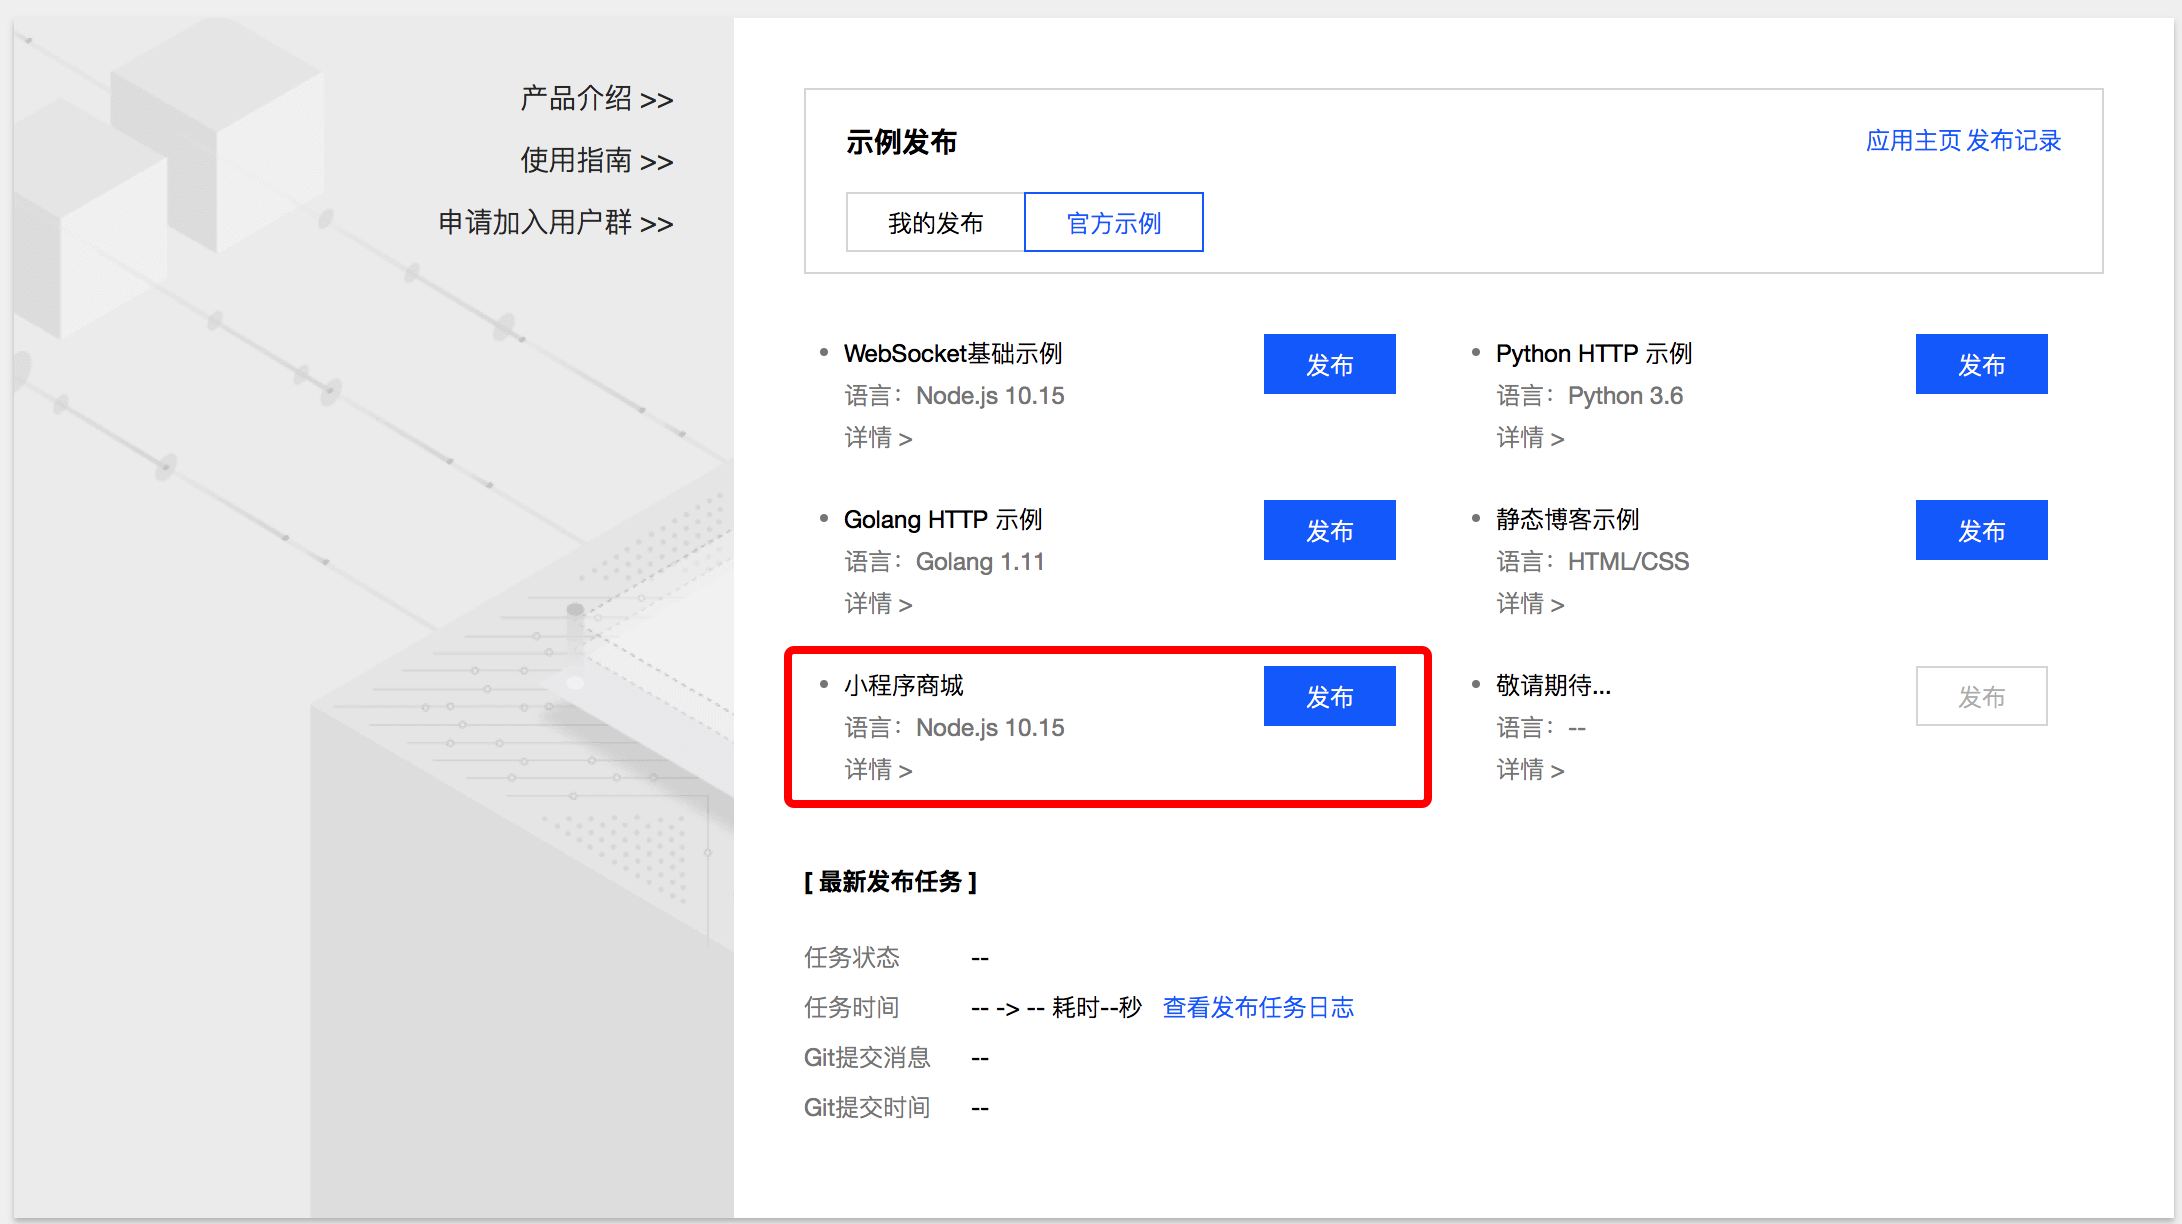 产品介绍 >>
使用指南 >>
申请加入用户群 >>
示例发布
应用主页 发布记录
我的发布
官方示例
WebSocket基础示例
语言：Node.js 10.15
详情 >
发布
Python HTTP 示例
语言：Python 3.6
详情 >
发布
Golang HTTP 示例
语言：Golang 1.11
详情 >
发布
静态博客示例
语言：HTML/CSS
详情 >
发布
小程序商城
语言：Node.js 10.15
详情 >
发布
敬请期待...
语言：--
详情 >
发布
[ 最新发布任务 ]
任务状态 --
任务时间 -- -> -- 耗时--秒 查看发布任务日志
Git提交消息 --
Git提交时间 --